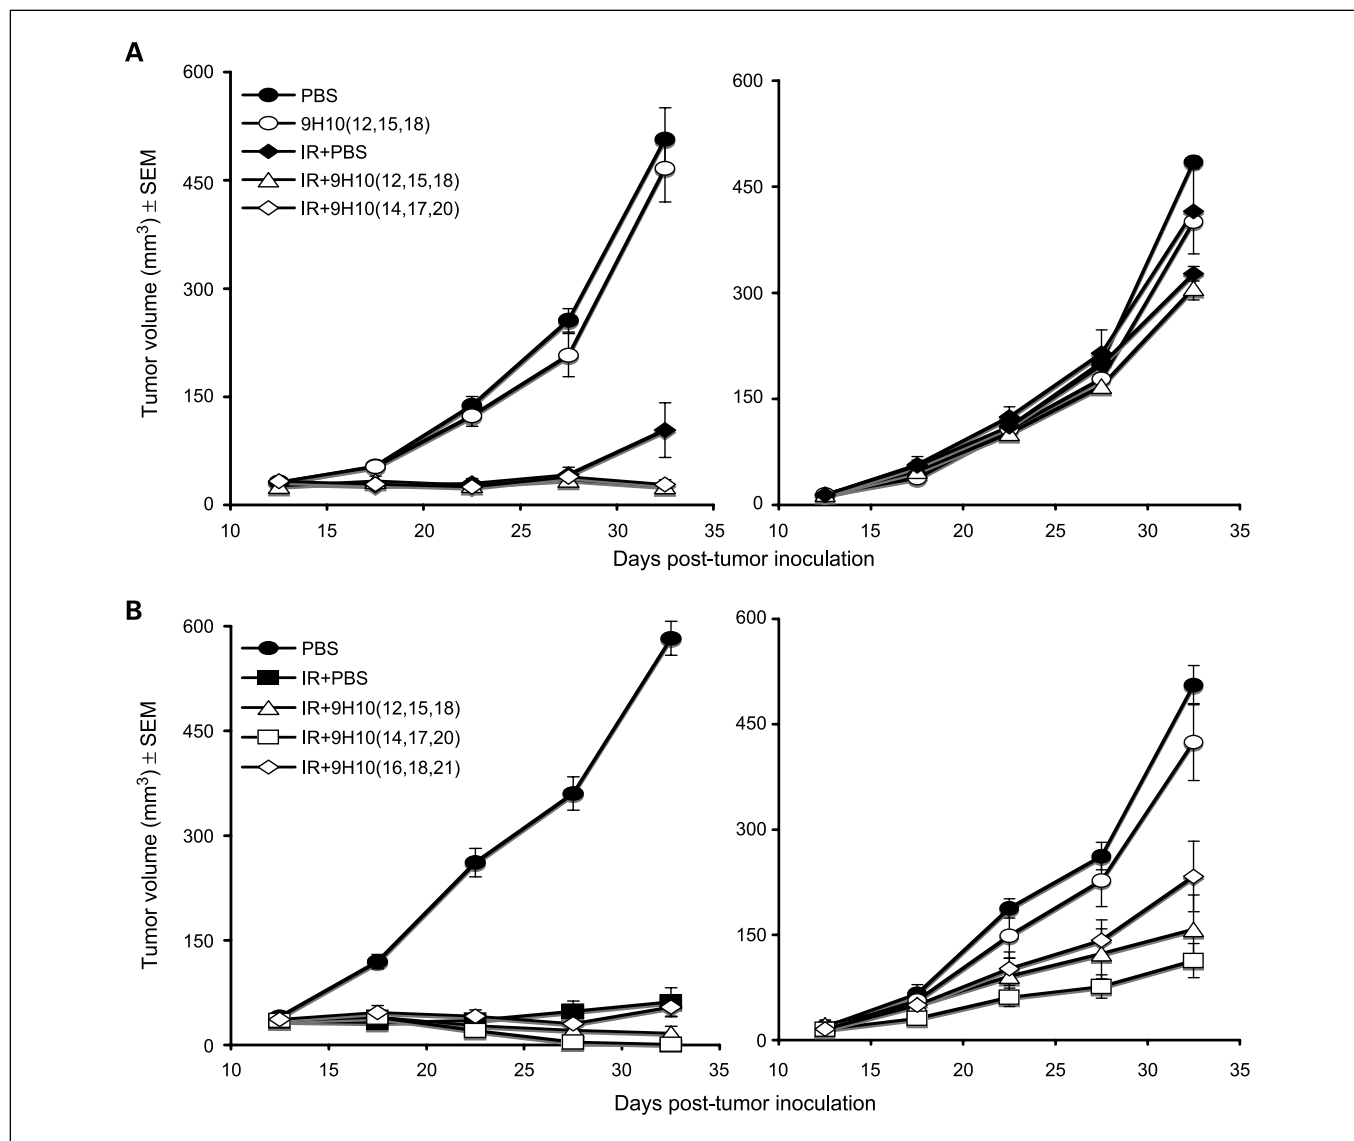 A
600
450
300
150
0
10
15
20
25
30
35
Tumor volume (mm³) ± SEM
PBS
9H10(12,15,18)
IR+PBS
IR+9H10(12,15,18)
IR+9H10(14,17,20)
600
450
300
150
0
10
15
20
25
30
35
Days post-tumor inoculation
B
600
450
300
150
0
10
15
20
25
30
35
Tumor volume (mm³) ± SEM
PBS
IR+PBS
IR+9H10(12,15,18)
IR+9H10(14,17,20)
IR+9H10(16,18,21)
600
450
300
150
0
10
15
20
25
30
35
Days post-tumor inoculation